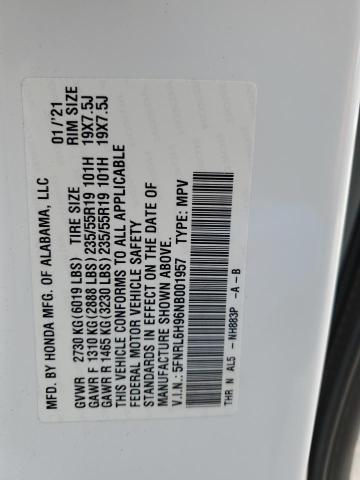 MFD. BY HONDA MFG. OF ALABAMA, LLC 01/'21
TIRE SIZE RIM SIZE
GVWR 2730 KG(6019 LBS)
GAWR F 1310 KG(2888 LBS) 235/55R19 101H 19X7.5J
GAWR R 1465 KG(3230 LBS) 235/55R19 101H 19X7.5J
THIS VEHICLE CONFORMS TO ALL APPLICABLE
FEDERAL MOTOR VEHICLE SAFETY
STANDARDS IN EFFECT ON THE DATE OF
MANUFACTURE SHOWN ABOVE.
V.I.N.: 5FNRL6H96NB001957 TYPE: MPV
THR N AL5 - NH883P -A - B